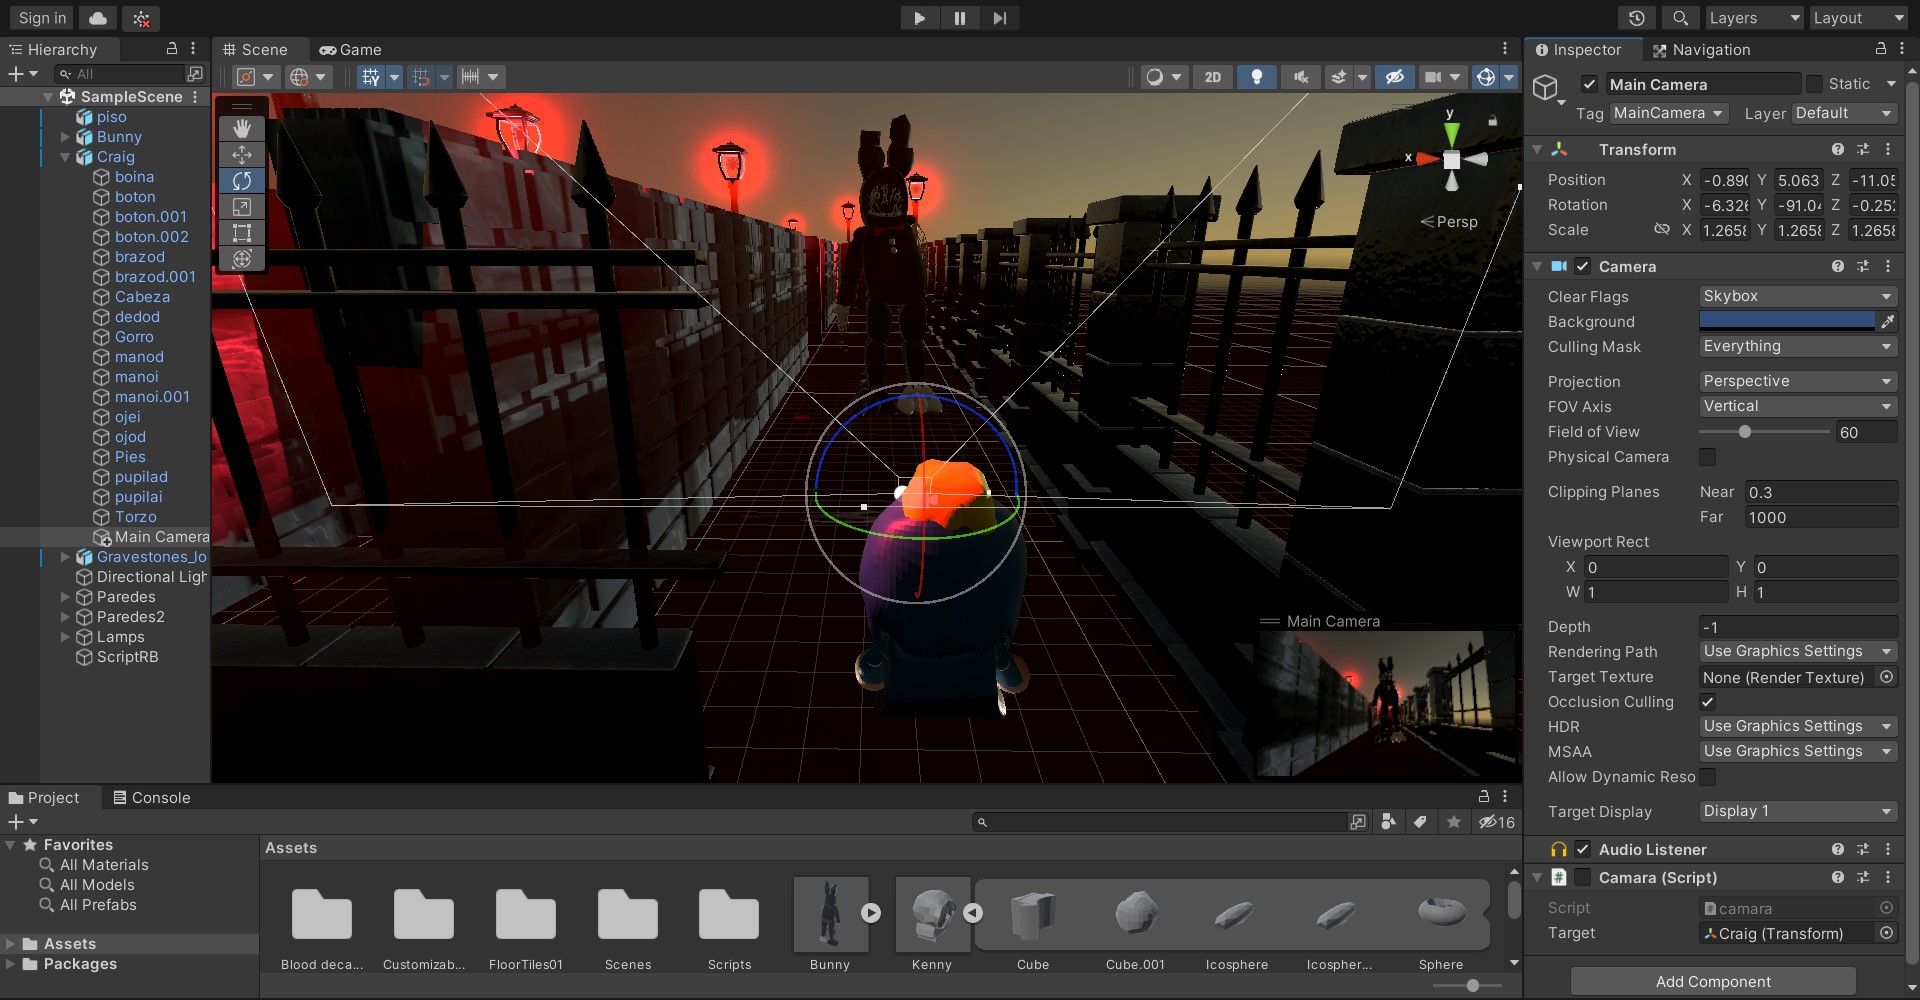 Sign in
Layers
Layout
Hierarchy
All
SampleScene
piso
Bunny
Craig
boina
boton
boton.001
boton.002
brazod
brazod.001
Cabeza
dedod
Gorro
manod
manoi
manoi.001
ojei
ojod
Pies
pupilad
pupilai
Torzo
Main Camera
Gravestones_lo
Directional Ligh
Paredes
Paredes2
Lamps
ScriptRB
Scene
Game
2D
y
x
Persp
Main Camera
Inspector
Navigation
Main Camera
Static
Tag MainCamera Layer Default
Transform
Position X -0.890 Y 5.063 Z -11.05
Rotation X -6.326 Y -91.04 Z -0.252
Scale X 1.2658 Y 1.2658 Z 1.2658
Camera
Clear Flags Skybox
Background
Culling Mask Everything
Projection Perspective
FOV Axis Vertical
Field of View 60
Physical Camera
Clipping Planes Near 0.3
Far 1000
Viewport Rect
X 0 Y 0
W 1 H 1
Depth -1
Rendering Path Use Graphics Settings
Target Texture None (Render Texture)
Occlusion Culling
HDR Use Graphics Settings
MSAA Use Graphics Settings
Allow Dynamic Reso
Target Display Display 1
Audio Listener
# Camara (Script)
Script # camara
Target Craig (Transform)
Add Component
Project
Console
16
Favorites
All Materials
All Models
All Prefabs
Assets
Packages
Assets
Blood deca...
Customizab...
FloorTiles01
Scenes
Scripts
Bunny
Kenny
Cube
Cube.001
Icosphere
Icospher...
Sphere